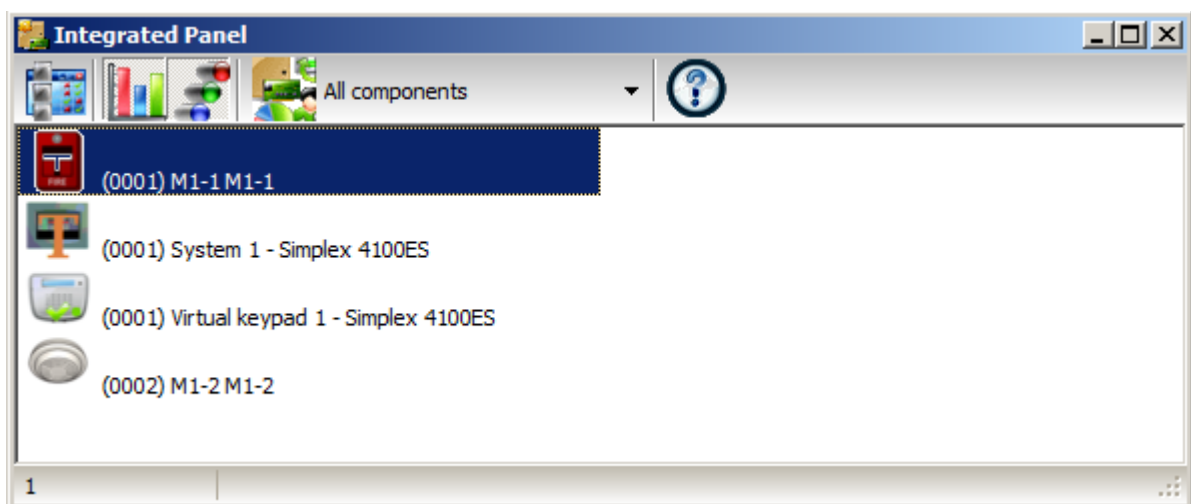 Integrated Panel
All components
FIRE
(0001) M1-1 M1-1
(0001) System 1 - Simplex 4100ES
(0001) Virtual keypad 1 - Simplex 4100ES
(0002) M1-2 M1-2
1